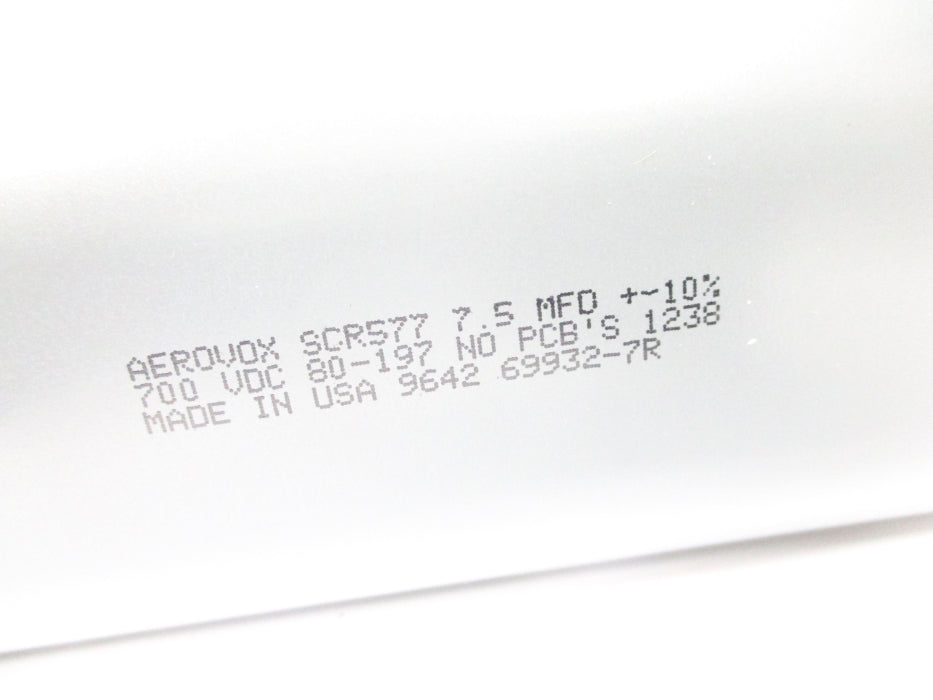 AEROVOX SCR577 7.5 MFD +-10%
700 VDC 80-197 NO PCB'S 1238
MADE IN USA 9642 69932-7R